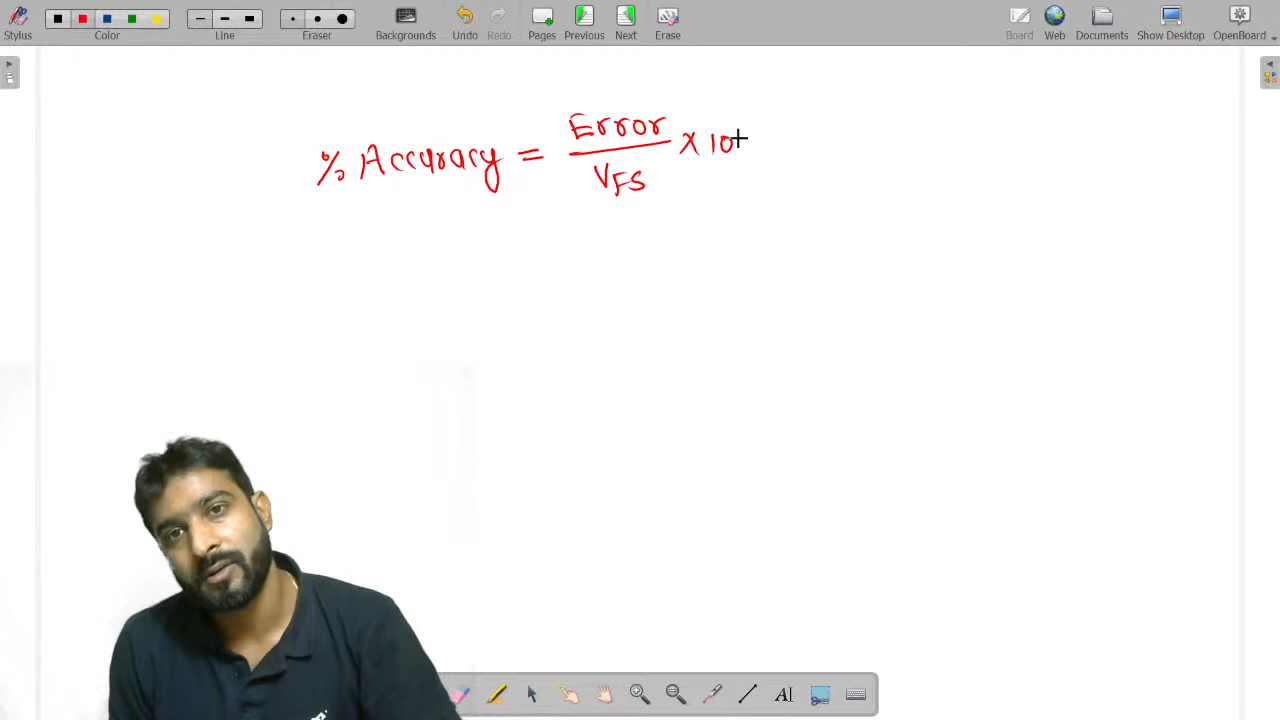 Stylus
Color
Line
Eraser
Backgrounds
Undo
Redo
Pages
Previous
Next
Erase
Board
Web
Documents
Show Desktop
OpenBoard
% Accuracy = Error / VFS × 10